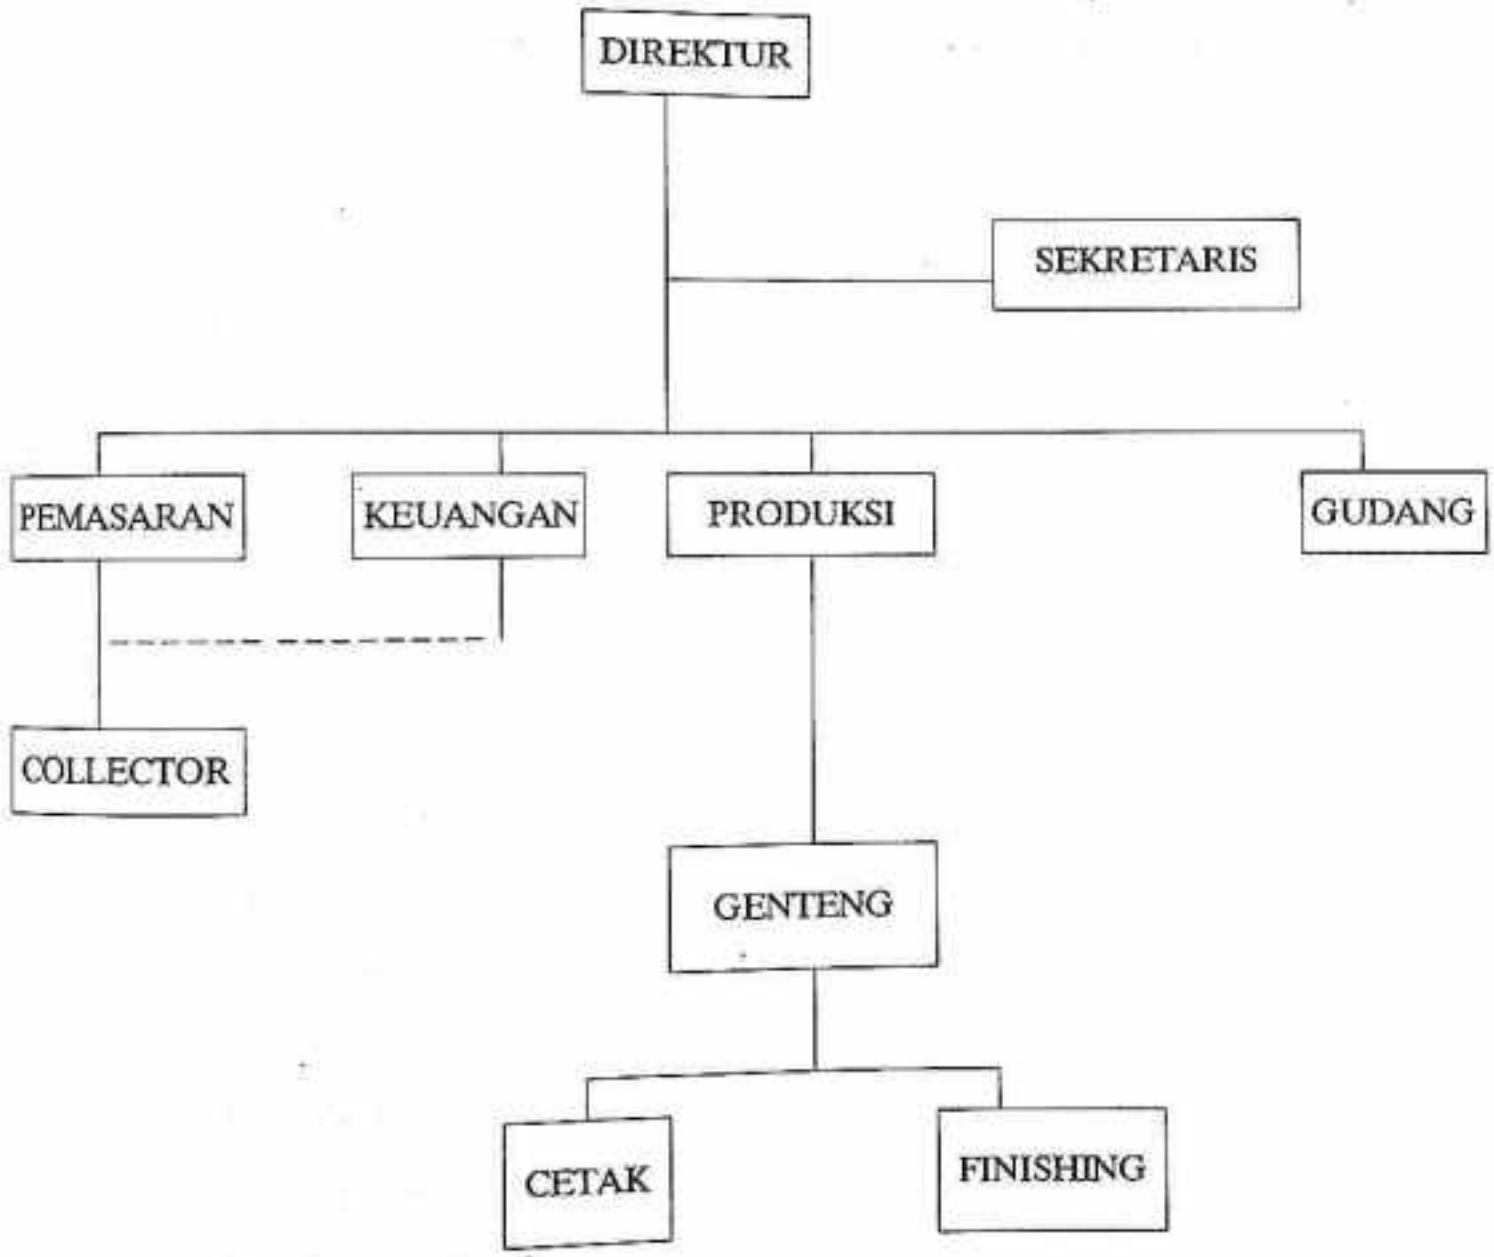 DIREKTUR
SEKRETARIS
PEMASARAN
KEUANGAN
PRODUKSI
GUDANG
COLLECTOR
GENTENG
CETAK
FINISHING